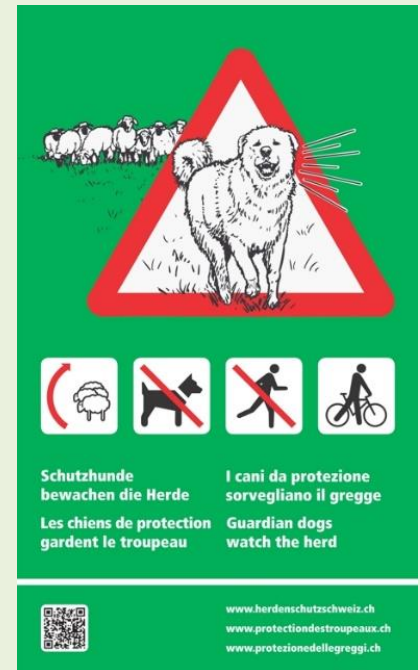 Schutzhunde
bewachen die Herde
Les chiens de protection
gardent le troupeau
I cani da protezione
sorvegliano il gregge
Guardian dogs
watch the herd
www.herdenschutzschweiz.ch
www.protectiondestroupeaux.ch
www.protezionedellegreggi.ch